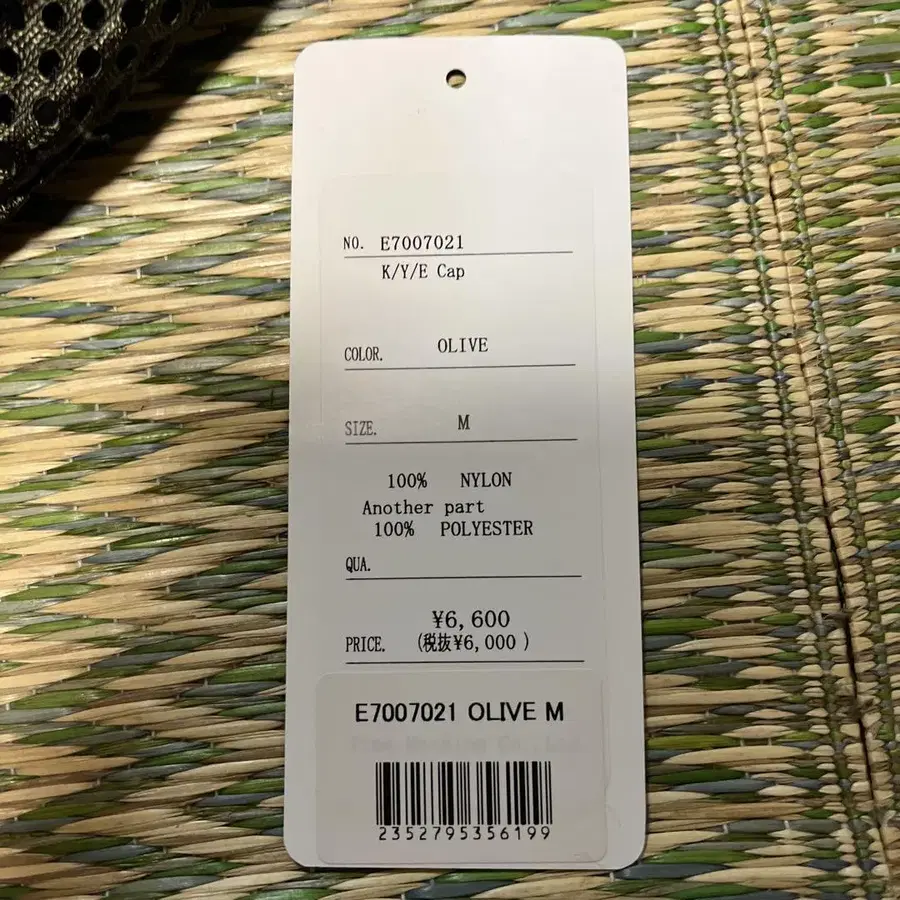 NO. E7007021
K/Y/E Cap
COLOR. OLIVE
SIZE. M
100% NYLON
Another part
100% POLYESTER
QUA.
¥6,600
PRICE. (税抜¥6,000 )
E7007021 OLIVE M
2352795356199